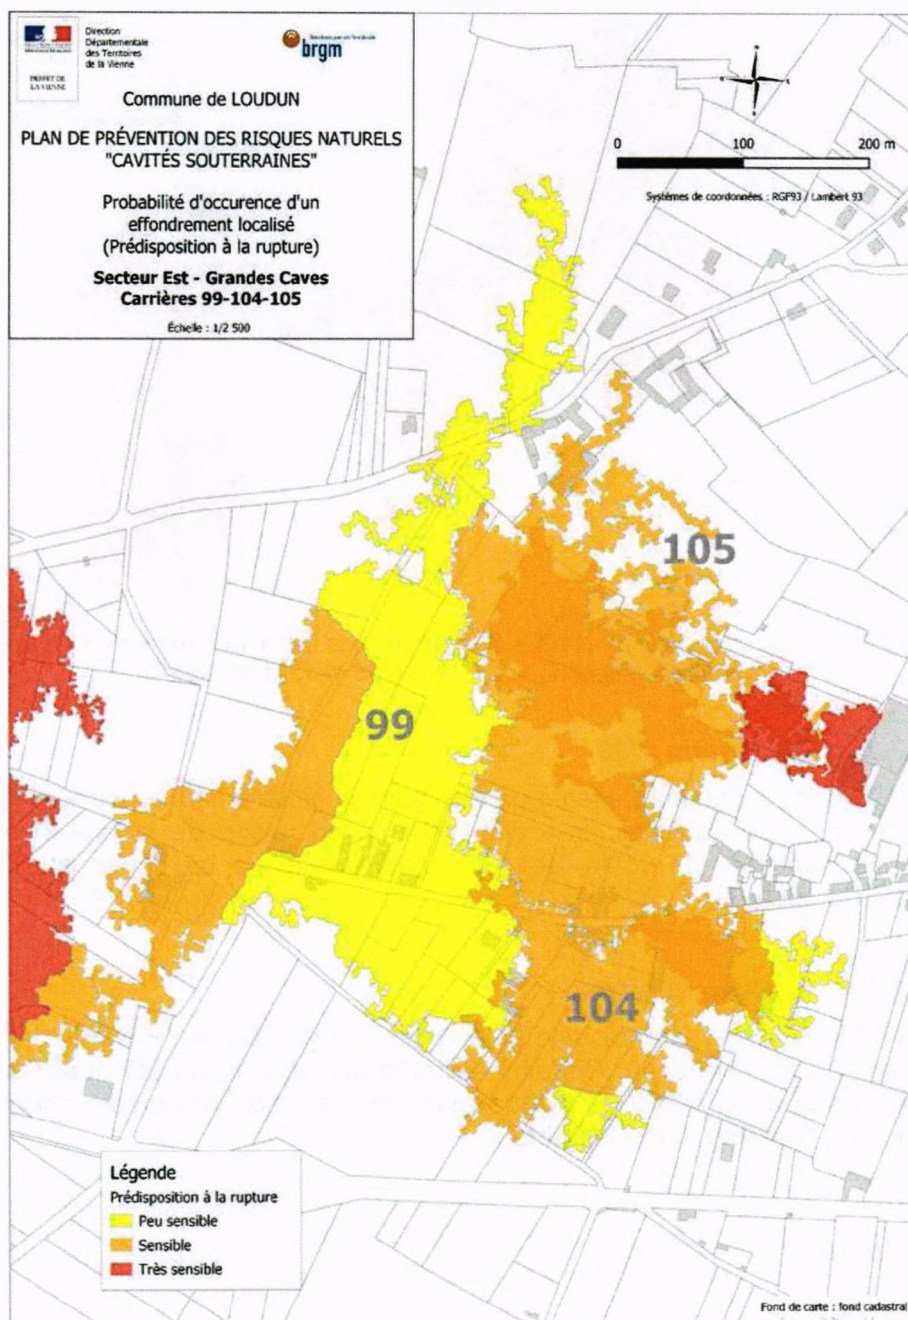 Direction
Départementale
des Territoires
de la Vienne
PRÉFET DE
LA VIENNE
brgm
Commune de LOUDUN
PLAN DE PRÉVENTION DES RISQUES NATURELS
"CAVITÉS SOUTERRAINES"
Probabilité d'occurence d'un
effondrement localisé
(Prédisposition à la rupture)
Secteur Est - Grandes Caves
Carrières 99-104-105
Échelle : 1/2 500
0 100 200 m
Systèmes de coordonnées : RGF93 / Lambert 93
105
99
104
Légende
Prédisposition à la rupture
Peu sensible
Sensible
Très sensible
Fond de carte : fond cadastral